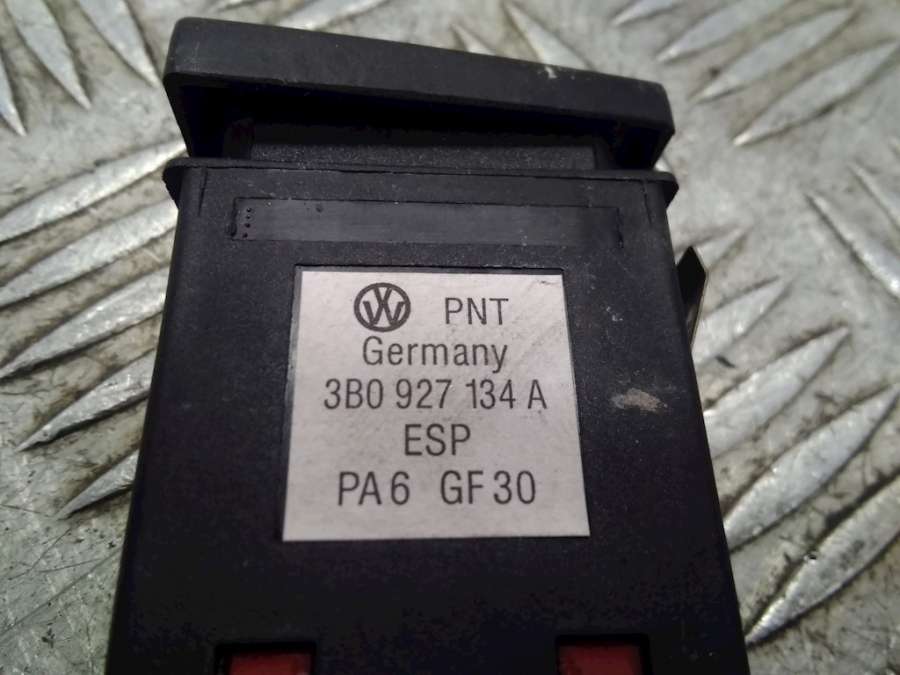 PNT
Germany
3B0 927 134 A
ESP
PA6 GF30